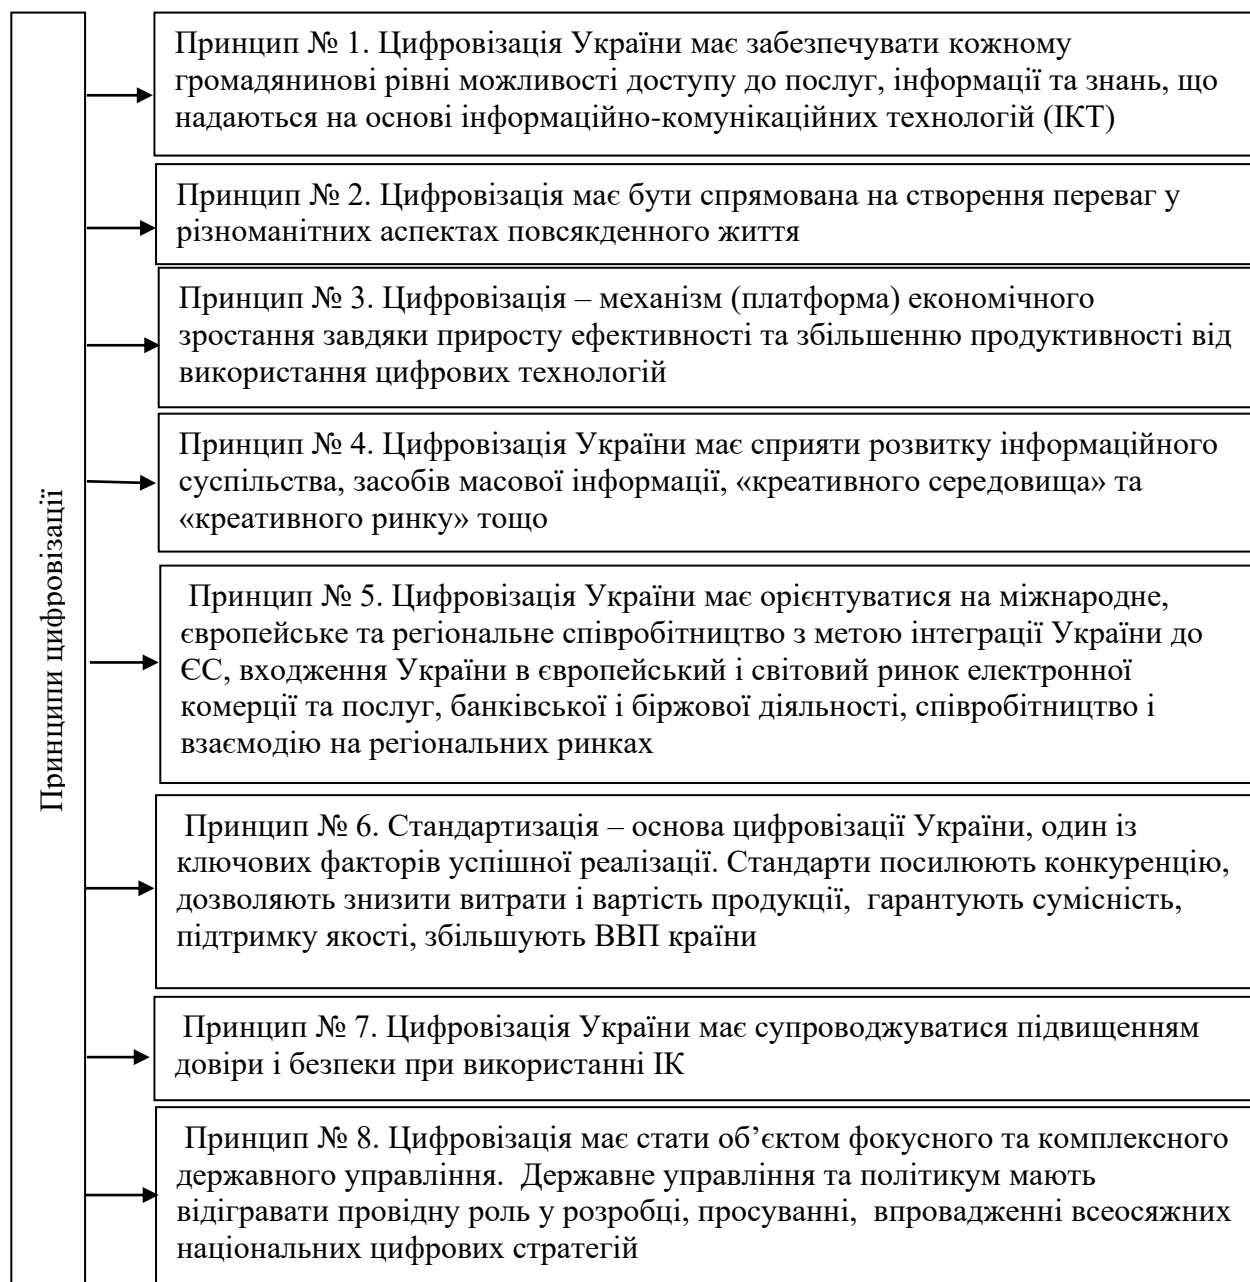 Принципи цифровізації
Принцип № 1. Цифровізація України має забезпечувати кожному
громадянинові рівні можливості доступу до послуг, інформації та знань, що
надаються на основі інформаційно-комунікаційних технологій (ІКТ)
Принцип № 2. Цифровізація має бути спрямована на створення переваг у
різноманітних аспектах повсякденного життя
Принцип № 3. Цифровізація – механізм (платформа) економічного
зростання завдяки приросту ефективності та збільшенню продуктивності від
використання цифрових технологій
Принцип № 4. Цифровізація України має сприяти розвитку інформаційного
суспільства, засобів масової інформації, «креативного середовища» та
«креативного ринку» тощо
Принцип № 5. Цифровізація України має орієнтуватися на міжнародне,
європейське та регіональне співробітництво з метою інтеграції України до
ЄС, входження України в європейський і світовий ринок електронної
комерції та послуг, банківської і біржової діяльності, співробітництво і
взаємодію на регіональних ринках
Принцип № 6. Стандартизація – основа цифровізації України, один із
ключових факторів успішної реалізації. Стандарти посилюють конкуренцію,
дозволяють знизити витрати і вартість продукції,  гарантують сумісність,
підтримку якості, збільшують ВВП країни
Принцип № 7. Цифровізація України має супроводжуватися підвищенням
довіри і безпеки при використанні ІК
Принцип № 8. Цифровізація має стати об’єктом фокусного та комплексного
державного управління.  Державне управління та політикум мають
відігравати провідну роль у розробці, просуванні,  впровадженні всеосяжних
національних цифрових стратегій